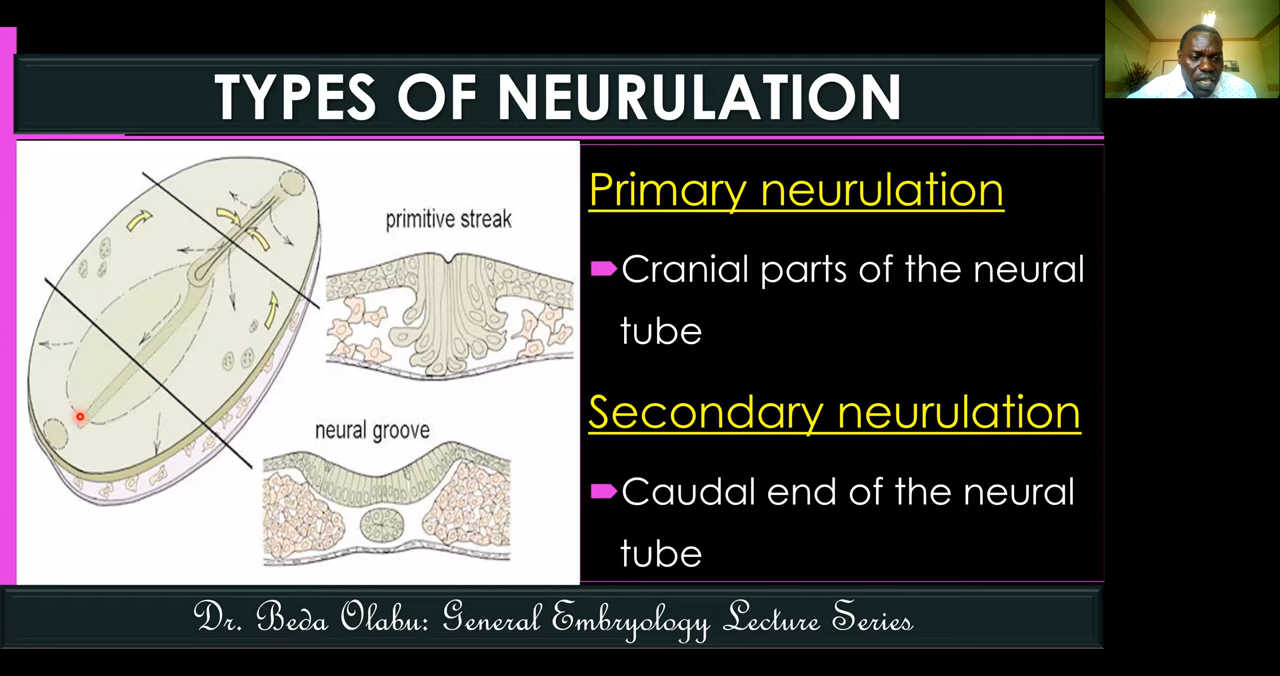 TYPES OF NEURULATION
primitive streak
neural groove
Primary neurulation
Cranial parts of the neural
tube
Secondary neurulation
Caudal end of the neural
tube
Dr. Beda Olabu: General Embryology Lecture Series